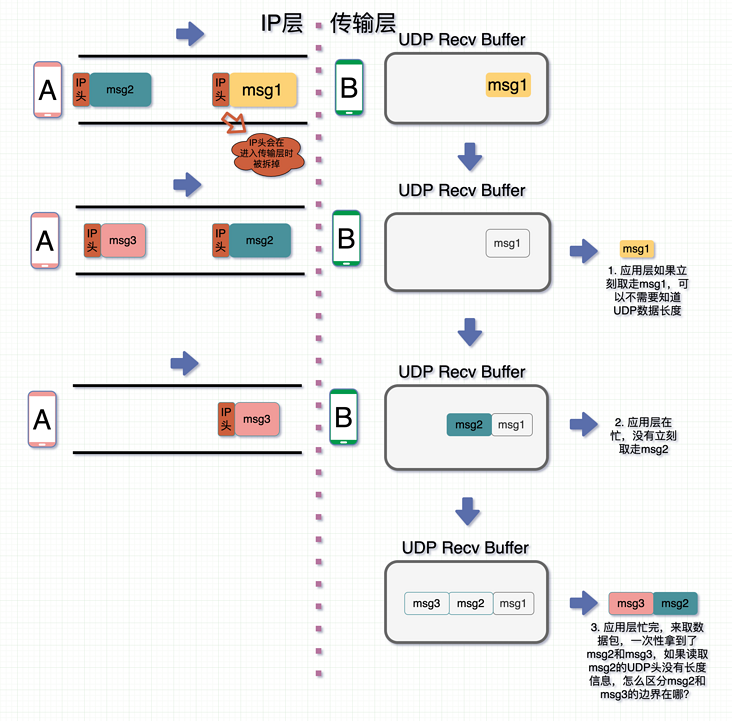 IP层
传输层
UDP Recv Buffer
A
IP
头
msg2
IP
头
msg1
B
msg1
IP头会在
进入传输层时
被拆掉
UDP Recv Buffer
A
IP
头
msg3
IP
头
msg2
B
msg1
msg1
1. 应用层如果立
刻取走msg1，可
以不需要知道
UDP数据长度
UDP Recv Buffer
A
IP
头
msg3
B
msg2
msg1
2. 应用层在
忙，没有立刻
取走msg2
UDP Recv Buffer
msg3
msg2
msg1
msg3
msg2
3. 应用层忙完，来取数
据包，一次性拿到了
msg2和msg3，如果读取
msg2的UDP头没有长度
信息，怎么区分msg2和
msg3的边界在哪?